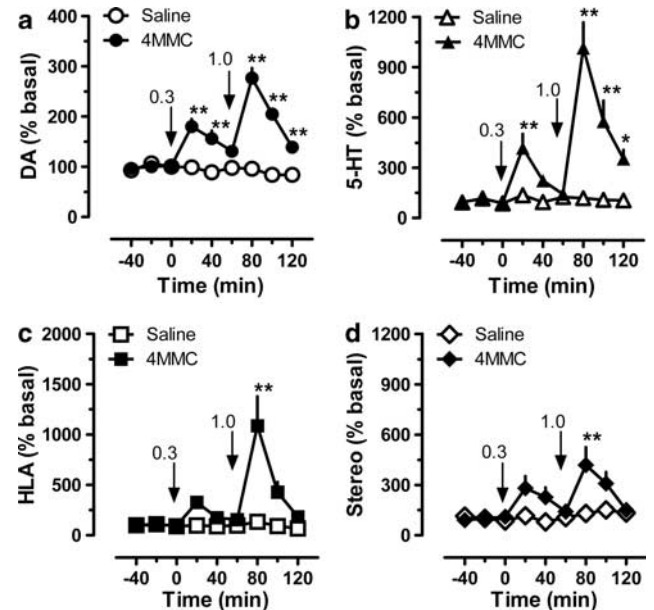 a
Saline
4MMC
DA (% basal)
400
300
200
100
0
0.3
1.0
**
**
**
**
**
-40 0 40 80 120
Time (min)
b
Saline
4MMC
5-HT (% basal)
1200
900
600
300
0
0.3
1.0
**
**
**
*
-40 0 40 80 120
Time (min)
c
Saline
4MMC
HLA (% basal)
2000
1500
1000
500
0
0.3
1.0
**
-40 0 40 80 120
Time (min)
d
Saline
4MMC
Stereo (% basal)
1200
900
600
300
0
0.3
1.0
**
-40 0 40 80 120
Time (min)